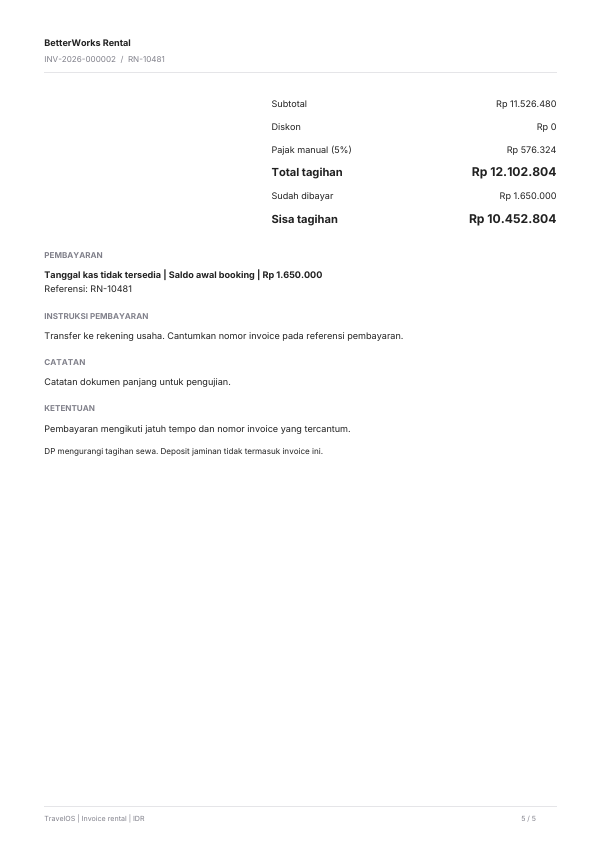 BetterWorks Rental
INV-2026-000002 / RN-10481
Subtotal Rp 11.526.480
Diskon Rp 0
Pajak manual (5%) Rp 576.324
Total tagihan Rp 12.102.804
Sudah dibayar Rp 1.650.000
Sisa tagihan Rp 10.452.804
PEMBAYARAN
Tanggal kas tidak tersedia | Saldo awal booking | Rp 1.650.000
Referensi: RN-10481
INSTRUKSI PEMBAYARAN
Transfer ke rekening usaha. Cantumkan nomor invoice pada referensi pembayaran.
CATATAN
Catatan dokumen panjang untuk pengujian.
KETENTUAN
Pembayaran mengikuti jatuh tempo dan nomor invoice yang tercantum.
DP mengurangi tagihan sewa. Deposit jaminan tidak termasuk invoice ini.
TravelOS | Invoice rental | IDR 5 / 5